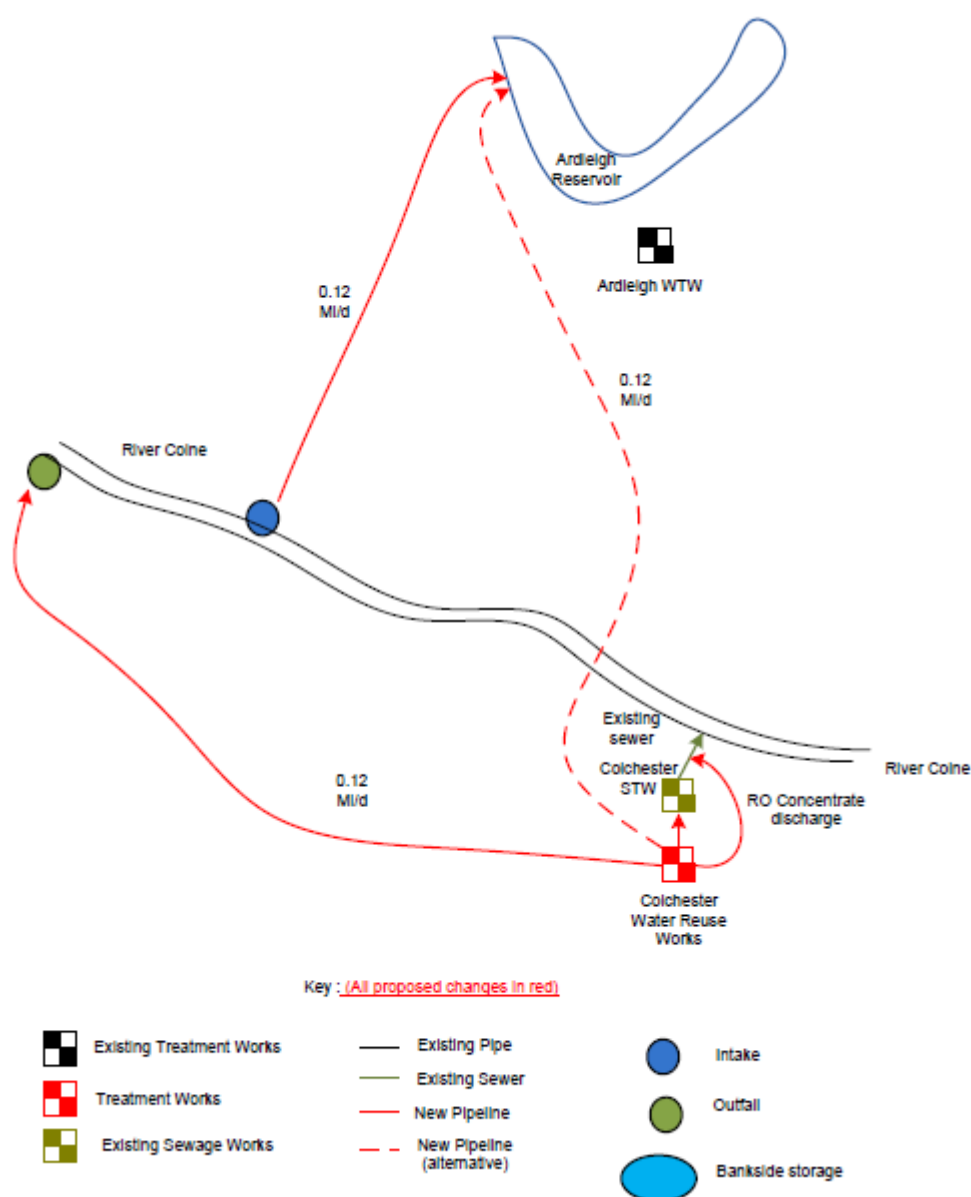 Ardleigh
Reservoir
Ardleigh WTW
0.12
Ml/d
0.12
Ml/d
River Colne
Existing
sewer
Colchester
STW
River Colne
RO Concentrate
discharge
0.12
Ml/d
Colchester
Water Reuse
Works
Key : (All proposed changes in red)
Existing Treatment Works
Existing Pipe
Intake
Existing Sewer
Treatment Works
New Pipeline
Outfall
Existing Sewage Works
New Pipeline
(alternative)
Bankside storage